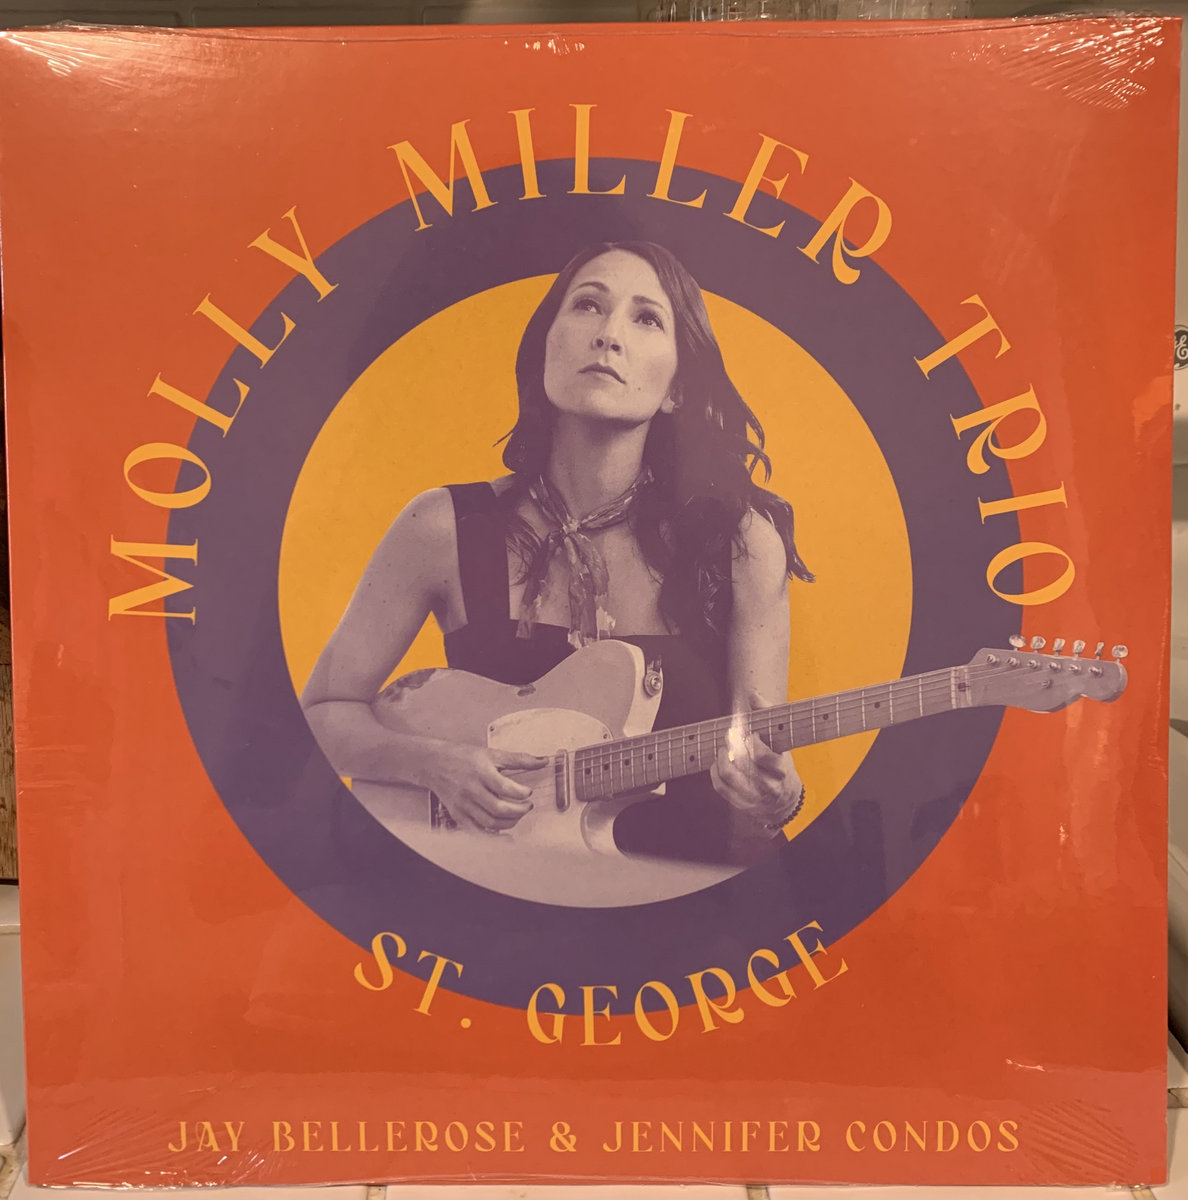 MOLLY MILLER TRIO
ST. GEORGE
JAY BELLEROSE & JENNIFER CONDOS